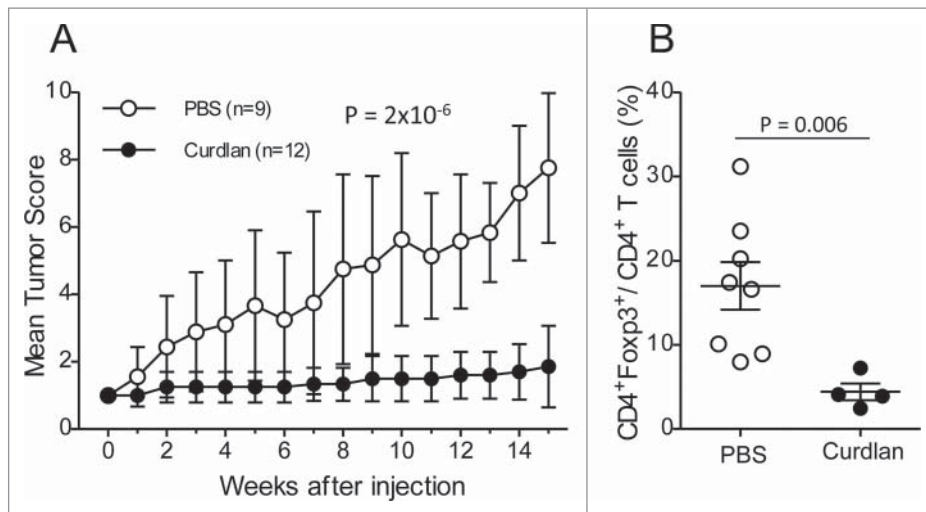 A
Mean Tumor Score
10
8
6
4
2
0
PBS (n=9)
Curdlan (n=12)
P = 2x10⁻⁶
0 2 4 6 8 10 12 14
Weeks after injection
B
CD4⁺Foxp3⁺/ CD4⁺ T cells (%)
40
30
20
10
0
P = 0.006
PBS Curdlan